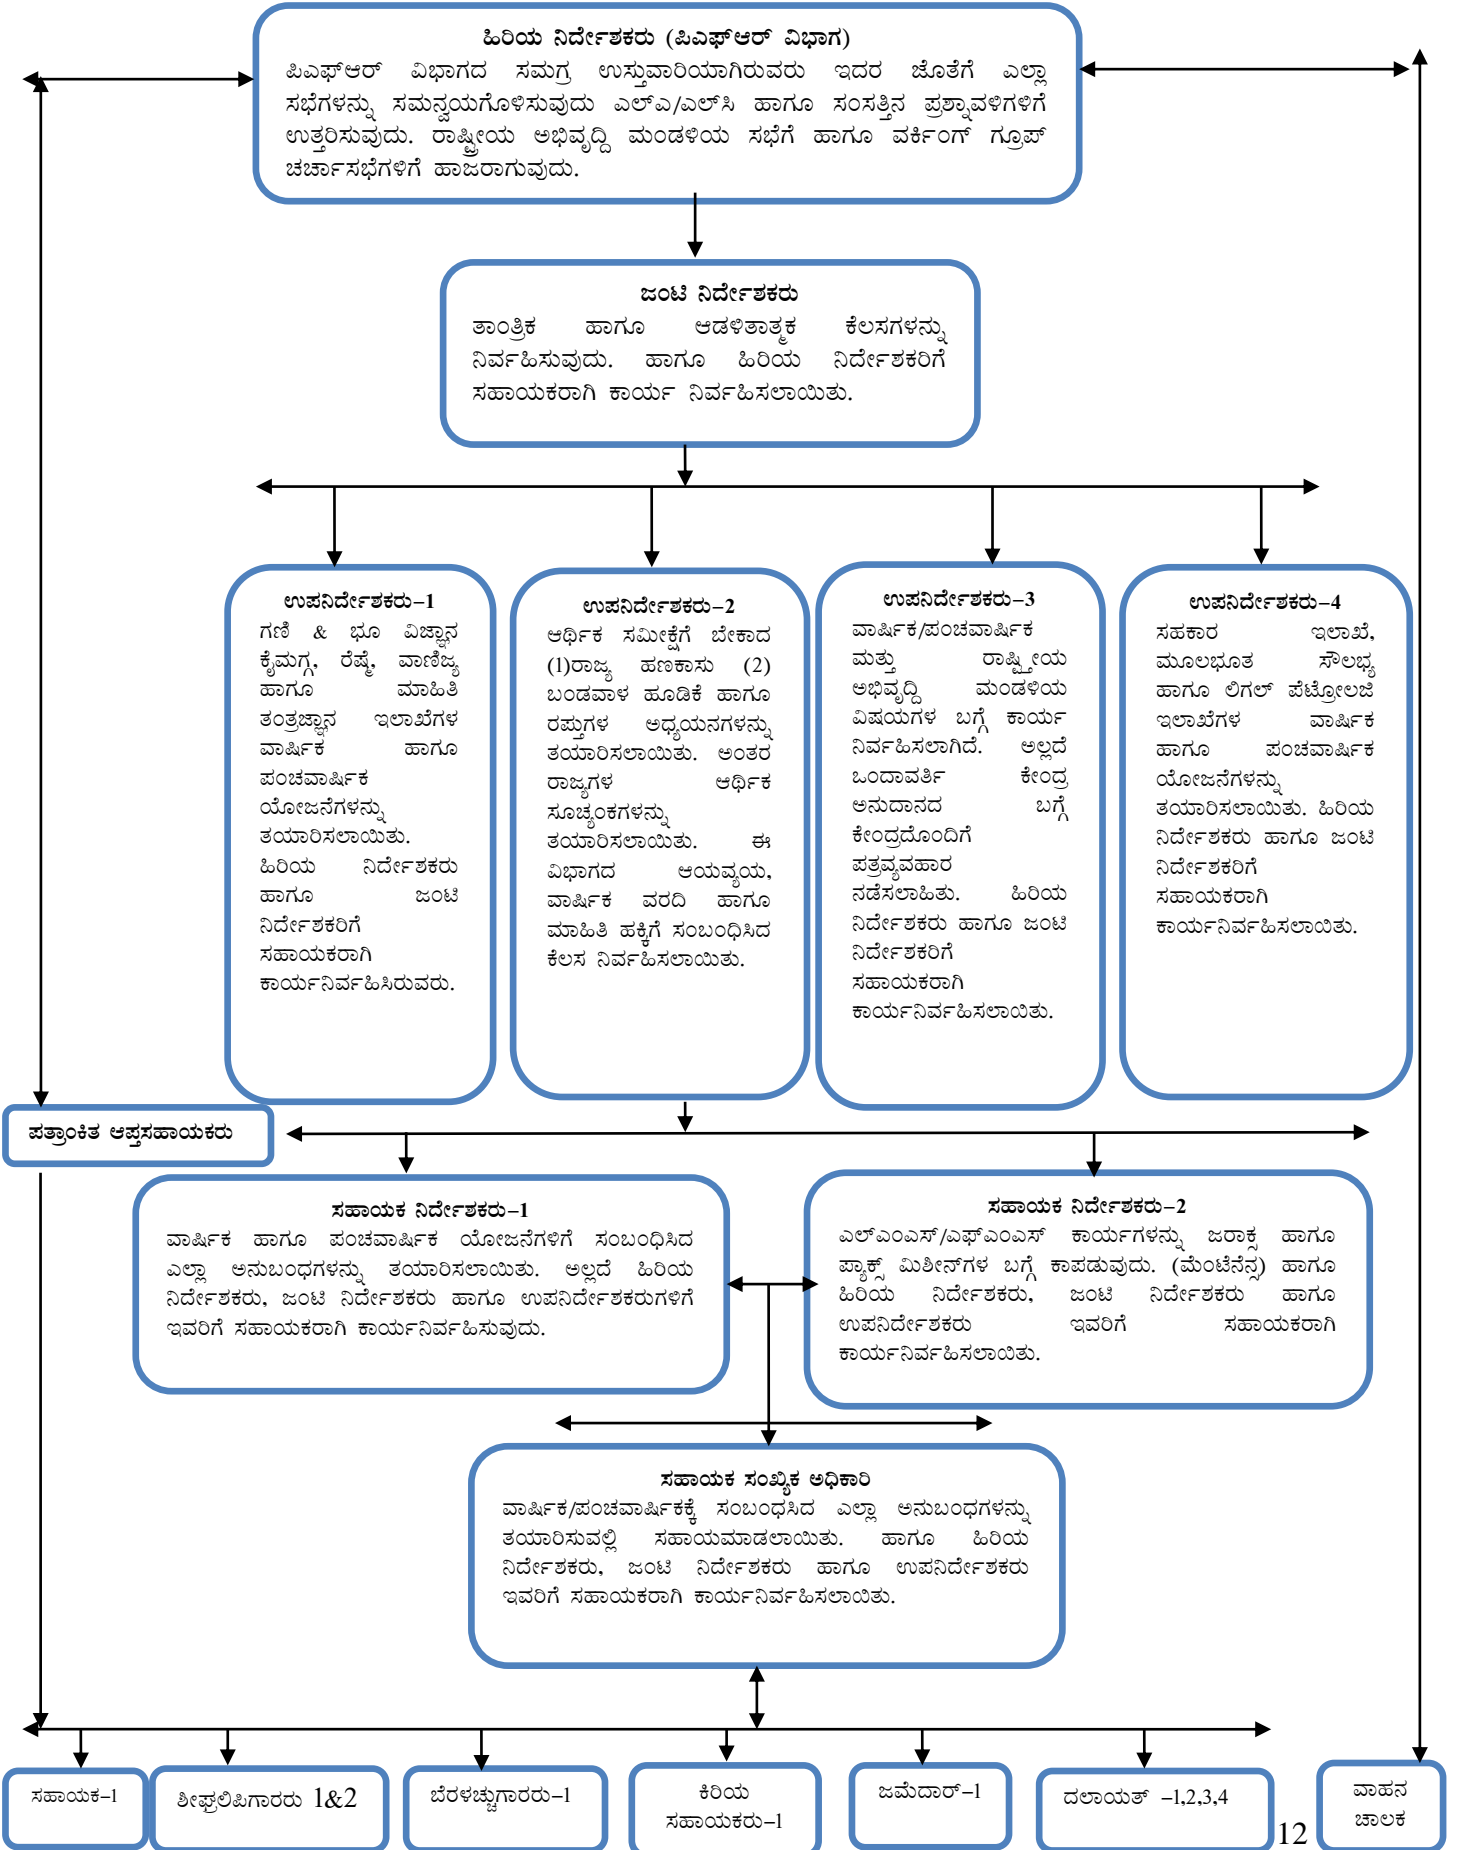 ಹಿರಿಯ ನಿರ್ದೇಶಕರು (ಪಿಎಫ್ಆರ್ ವಿಭಾಗ)
ಪಿಎಫ್ಆರ್ ವಿಭಾಗದ ಸಮಗ್ರ ಉಸ್ತುವಾರಿಯಾಗಿರುವರು ಇದರ ಜೊತೆಗೆ ಎಲ್ಲಾ
ಸಭೆಗಳನ್ನು ಸಮನ್ವಯಗೊಳಿಸುವುದು ಎಲ್ಎ/ಎಲ್‌ಸಿ ಹಾಗೂ ಸಂಸತ್ತಿನ ಪ್ರಶ್ನಾವಳಿಗಳಿಗೆ
ಉತ್ತರಿಸುವುದು. ರಾಷ್ಟ್ರೀಯ ಅಭಿವೃದ್ದಿ ಮಂಡಳಿಯ ಸಭೆಗೆ ಹಾಗೂ ವರ್ಕಿಂಗ್ ಗ್ರೂಪ್
ಚರ್ಚಾಸಭೆಗಳಿಗೆ ಹಾಜರಾಗುವುದು.
ಜಂಟಿ ನಿರ್ದೇಶಕರು
ತಾಂತ್ರಿಕ ಹಾಗೂ ಆಡಳಿತಾತ್ಮಕ ಕೆಲಸಗಳನ್ನು
ನಿರ್ವಹಿಸುವುದು. ಹಾಗೂ ಹಿರಿಯ ನಿರ್ದೇಶಕರಿಗೆ
ಸಹಾಯಕರಾಗಿ ಕಾರ್ಯ ನಿರ್ವಹಿಸಲಾಯಿತು.
ಉಪನಿರ್ದೇಶಕರು–1
ಗಣಿ & ಭೂ ವಿಜ್ಞಾನ
ಕೈಮಗ್ಗ, ರೆಷ್ಮೆ, ವಾಣಿಜ್ಯ
ಹಾಗೂ ಮಾಹಿತಿ
ತಂತ್ರಜ್ಞಾನ ಇಲಾಖೆಗಳ
ವಾರ್ಷಿಕ ಹಾಗೂ
ಪಂಚವಾರ್ಷಿಕ
ಯೋಜನೆಗಳನ್ನು
ತಯಾರಿಸಲಾಯಿತು.
ಹಿರಿಯ ನಿರ್ದೇಶಕರು
ಹಾಗೂ ಜಂಟಿ
ನಿರ್ದೇಶಕರಿಗೆ
ಸಹಾಯಕರಾಗಿ
ಕಾರ್ಯನಿರ್ವಹಿಸಿರುವರು.
ಉಪನಿರ್ದೇಶಕರು–2
ಆರ್ಥಿಕ ಸಮೀಕ್ಷೆಗೆ ಬೇಕಾದ
(1)ರಾಜ್ಯ ಹಣಕಾಸು (2)
ಬಂಡವಾಳ ಹೂಡಿಕೆ ಹಾಗೂ
ರಫ್ತುಗಳ ಅಧ್ಯಯನಗಳನ್ನು
ತಯಾರಿಸಲಾಯಿತು. ಅಂತರ
ರಾಜ್ಯಗಳ ಆರ್ಥಿಕ
ಸೂಚ್ಯಂಕಗಳನ್ನು
ತಯಾರಿಸಲಾಯಿತು. ಈ
ವಿಭಾಗದ ಆಯವ್ಯಯ,
ವಾರ್ಷಿಕ ವರದಿ ಹಾಗೂ
ಮಾಹಿತಿ ಹಕ್ಕಿಗೆ ಸಂಬಂಧಿಸಿದ
ಕೆಲಸ ನಿರ್ವಹಿಸಲಾಯಿತು.
ಉಪನಿರ್ದೇಶಕರು–3
ವಾರ್ಷಿಕ/ಪಂಚವಾರ್ಷಿಕ
ಮತ್ತು ರಾಷ್ಟ್ರೀಯ
ಅಭಿವೃದ್ದಿ ಮಂಡಳಿಯ
ವಿಷಯಗಳ ಬಗ್ಗೆ ಕಾರ್ಯ
ನಿರ್ವಹಿಸಲಾಗಿದೆ. ಅಲ್ಲದೆ
ಒಂದಾವರ್ತಿ ಕೇಂದ್ರ
ಅನುದಾನದ ಬಗ್ಗೆ
ಕೇಂದ್ರದೊಂದಿಗೆ
ಪತ್ರವ್ಯವಹಾರ
ನಡೆಸಲಾಹಿತು. ಹಿರಿಯ
ನಿರ್ದೇಶಕರು ಹಾಗೂ ಜಂಟಿ
ನಿರ್ದೇಶಕರಿಗೆ
ಸಹಾಯಕರಾಗಿ
ಕಾರ್ಯನಿರ್ವಹಿಸಲಾಯಿತು.
ಉಪನಿರ್ದೇಶಕರು–4
ಸಹಕಾರ ಇಲಾಖೆ,
ಮೂಲಭೂತ ಸೌಲಭ್ಯ
ಹಾಗೂ ಲಿಗಲ್ ಪೆಟ್ರೋಲಜಿ
ಇಲಾಖೆಗಳ ವಾರ್ಷಿಕ
ಹಾಗೂ ಪಂಚವಾರ್ಷಿಕ
ಯೋಜನೆಗಳನ್ನು
ತಯಾರಿಸಲಾಯಿತು. ಹಿರಿಯ
ನಿರ್ದೇಶಕರು ಹಾಗೂ ಜಂಟಿ
ನಿರ್ದೇಶಕರಿಗೆ
ಸಹಾಯಕರಾಗಿ
ಕಾರ್ಯನಿರ್ವಹಿಸಲಾಯಿತು.
ಪತ್ರಾಂಕಿತ ಆಪ್ತಸಹಾಯಕರು
ಸಹಾಯಕ ನಿರ್ದೇಶಕರು–1
ವಾರ್ಷಿಕ ಹಾಗೂ ಪಂಚವಾರ್ಷಿಕ ಯೋಜನೆಗಳಿಗೆ ಸಂಬಂಧಿಸಿದ
ಎಲ್ಲಾ ಅನುಬಂಧಗಳನ್ನು ತಯಾರಿಸಲಾಯಿತು. ಅಲ್ಲದೆ ಹಿರಿಯ
ನಿರ್ದೇಶಕರು, ಜಂಟಿ ನಿರ್ದೇಶಕರು ಹಾಗೂ ಉಪನಿರ್ದೇಶಕರುಗಳಿಗೆ
ಇವರಿಗೆ ಸಹಾಯಕರಾಗಿ ಕಾರ್ಯನಿರ್ವಹಿಸುವುದು.
ಸಹಾಯಕ ನಿರ್ದೇಶಕರು–2
ಎಲ್ಎಂಎಸ್/ಎಫ್ಎಂಎಸ್ ಕಾರ್ಯಗಳನ್ನು ಜರಾಕ್ಸ ಹಾಗೂ
ಪ್ಯಾಕ್ಸ್ ಮಿಶೀನ್‌ಗಳ ಬಗ್ಗೆ ಕಾಪಡುವುದು. (ಮೆಂಟೆನೆನ್ಸ) ಹಾಗೂ
ಹಿರಿಯ ನಿರ್ದೇಶಕರು, ಜಂಟಿ ನಿರ್ದೇಶಕರು ಹಾಗೂ
ಉಪನಿರ್ದೇಶಕರು ಇವರಿಗೆ ಸಹಾಯಕರಾಗಿ
ಕಾರ್ಯನಿರ್ವಹಿಸಲಾಯಿತು.
ಸಹಾಯಕ ಸಂಖ್ಯಿಕ ಅಧಿಕಾರಿ
ವಾರ್ಷಿಕ/ಪಂಚವಾರ್ಷಿಕಕ್ಕೆ ಸಂಬಂಧಸಿದ ಎಲ್ಲಾ ಅನುಬಂಧಗಳನ್ನು
ತಯಾರಿಸುವಲ್ಲಿ ಸಹಾಯಮಾಡಲಾಯಿತು. ಹಾಗೂ ಹಿರಿಯ
ನಿರ್ದೇಶಕರು, ಜಂಟಿ ನಿರ್ದೇಶಕರು ಹಾಗೂ ಉಪನಿರ್ದೇಶಕರು
ಇವರಿಗೆ ಸಹಾಯಕರಾಗಿ ಕಾರ್ಯನಿರ್ವಹಿಸಲಾಯಿತು.
ಸಹಾಯಕ–1
ಶೀಘ್ರಲಿಪಿಗಾರರು 1&2
ಬೆರಳಚ್ಚುಗಾರರು–1
ಕಿರಿಯ
ಸಹಾಯಕರು–1
ಜಮೆದಾರ್–1
ದಲಾಯತ್ –1,2,3,4
ವಾಹನ
ಚಾಲಕ
12